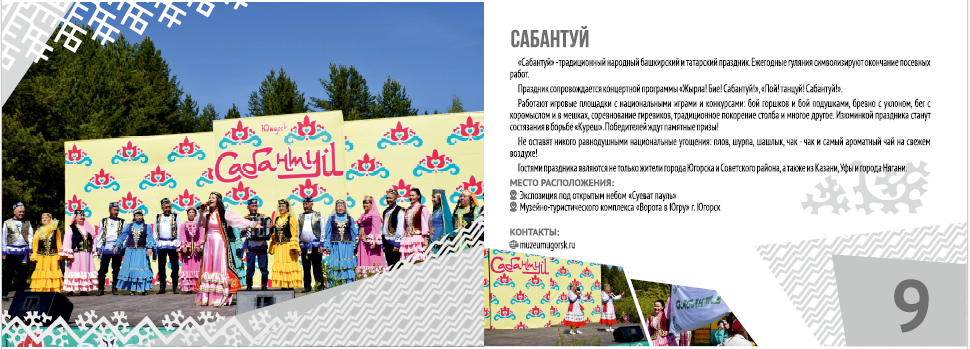 Югорск
Сабантуй
САБАНТУЙ
«Сабантуй» - традиционный народный башкирский и татарский праздник. Ежегодные гуляния символизируют окончание посевных
работ.
Праздник сопровождается концертной программы «Жырла! Бие! Сабантуй!», «Пой! танцуй! Сабантуй!».
Работают игровые площадки с национальными играми и конкурсами: бой горшков и бой подушками, бревно с уклоном, бег с
коромыслом и в мешках, соревнование гиревиков, традиционное покорение столба и многое другое. Изюминкой праздника станут
состязания в борьбе «Куреш». Победителей ждут памятные призы!
Не оставят никого равнодушными национальные угощения: плов, шурпа, шашлык, чак - чак и самый ароматный чай на свежем
воздухе!
Гостями праздника являются не только жители города Югорска и Советского района, а также из Казани, Уфы и города Нягани.
МЕСТО РАСПОЛОЖЕНИЯ:
Экспозиция под открытым небом «Суеват пауль»
Музейно-туристического комплекса «Ворота в Югру» г. Югорск
КОНТАКТЫ:
muzeumugorsk.ru
Сабантуй
9